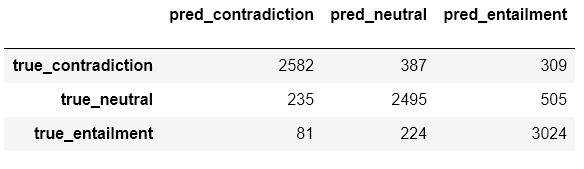 pred_contradiction pred_neutral pred_entailment
true_contradiction 2582 387 309
true_neutral 235 2495 505
true_entailment 81 224 3024